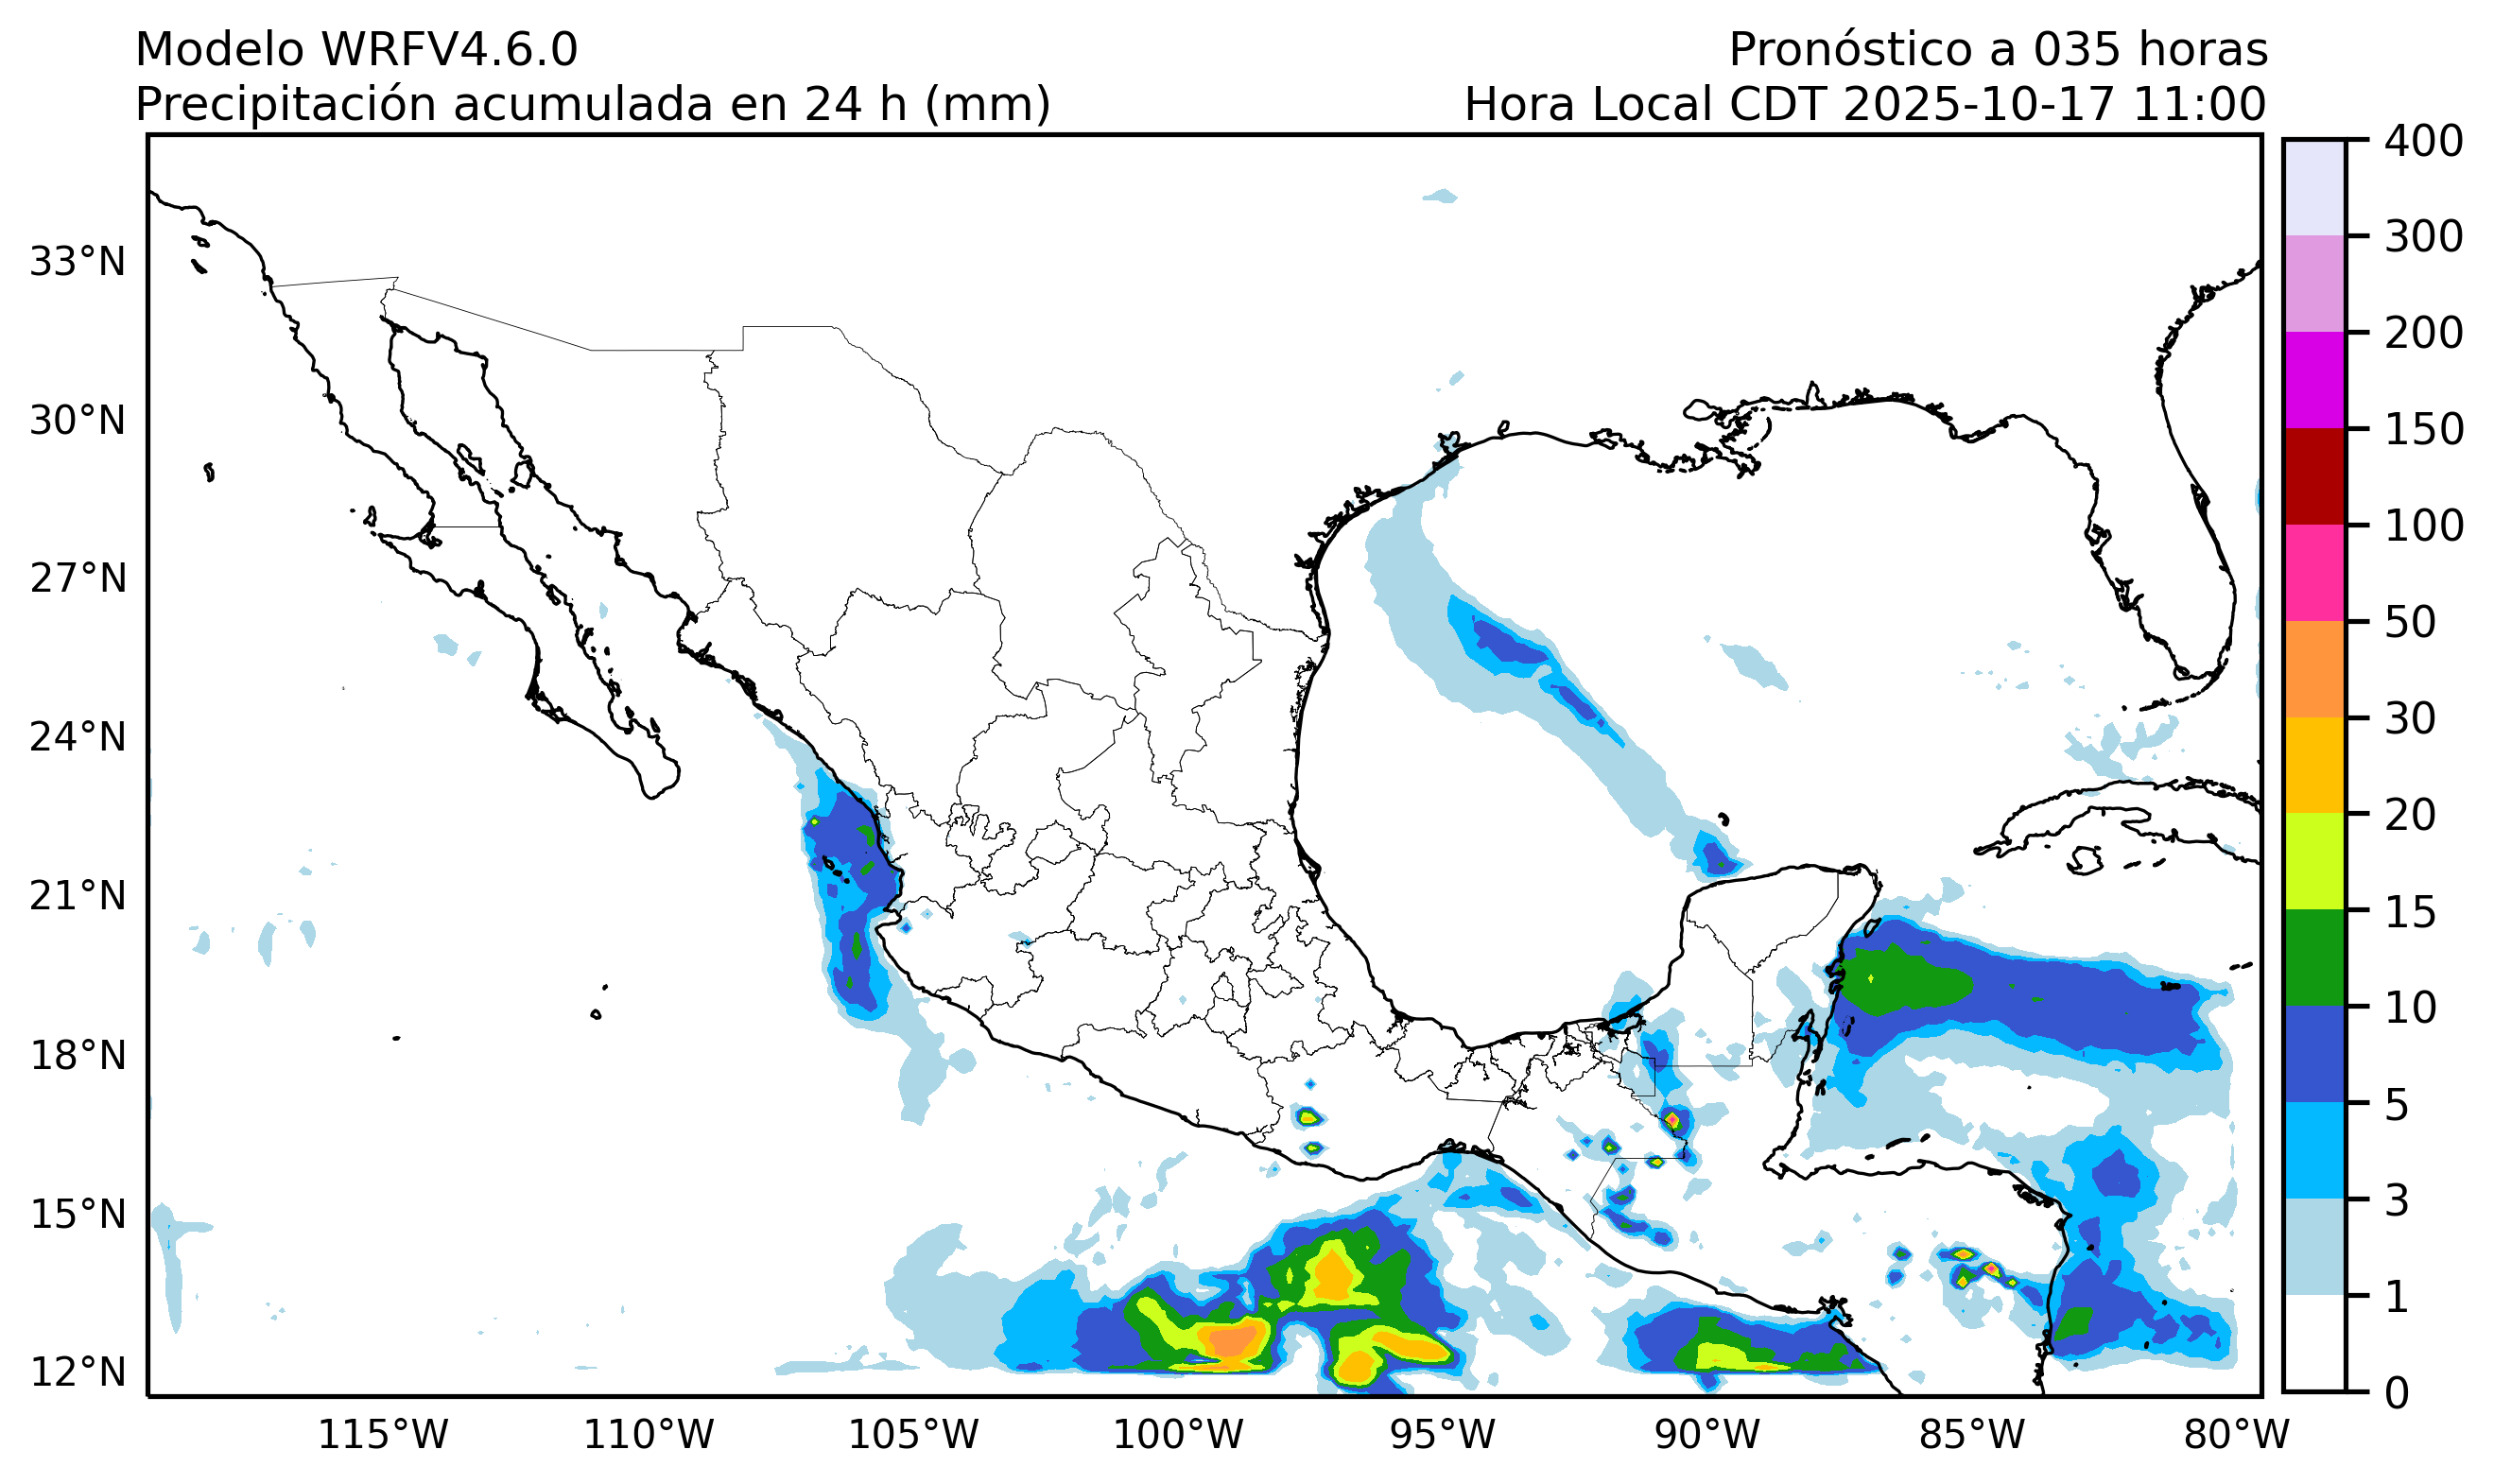 Modelo WRFV4.6.0
Pronóstico a 035 horas
Precipitación acumulada en 24 h (mm)
Hora Local CDT 2025-10-17 11:00
33°N
30°N
27°N
24°N
21°N
18°N
15°N
12°N
115°W
110°W
105°W
100°W
95°W
90°W
85°W
80°W
400
300
200
150
100
50
30
20
15
10
5
3
1
0